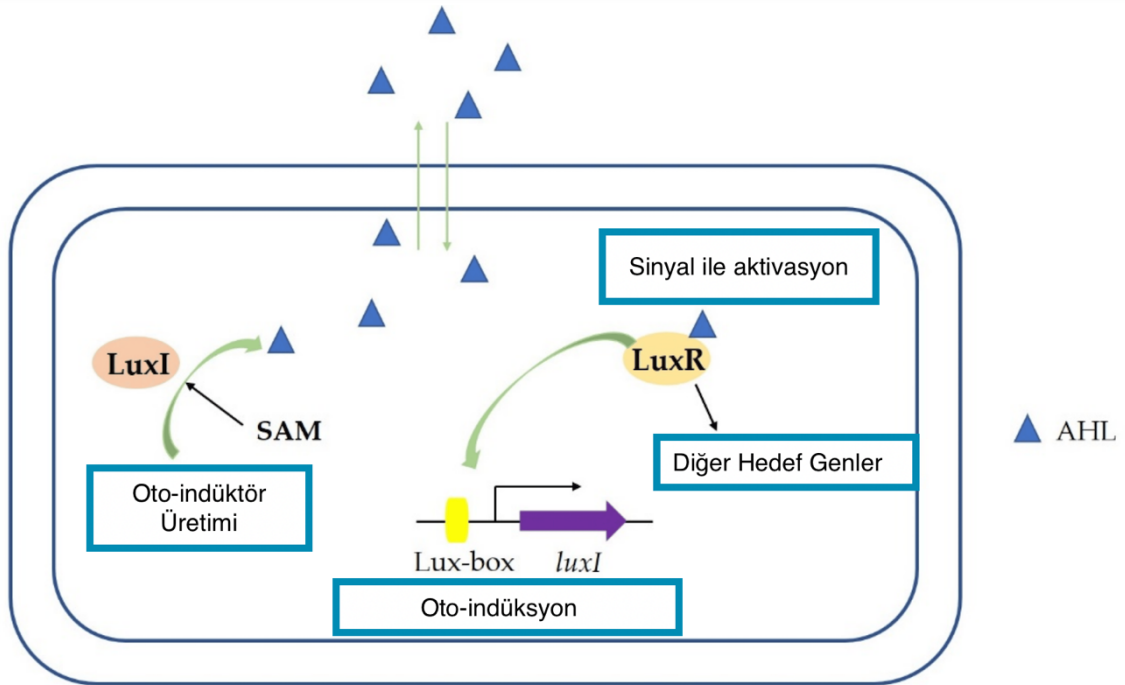 Sinyal ile aktivasyon
LuxI
LuxR
SAM
AHL
Diğer Hedef Genler
Oto-indüktör
Üretimi
Lux-box
luxI
Oto-indüksyon